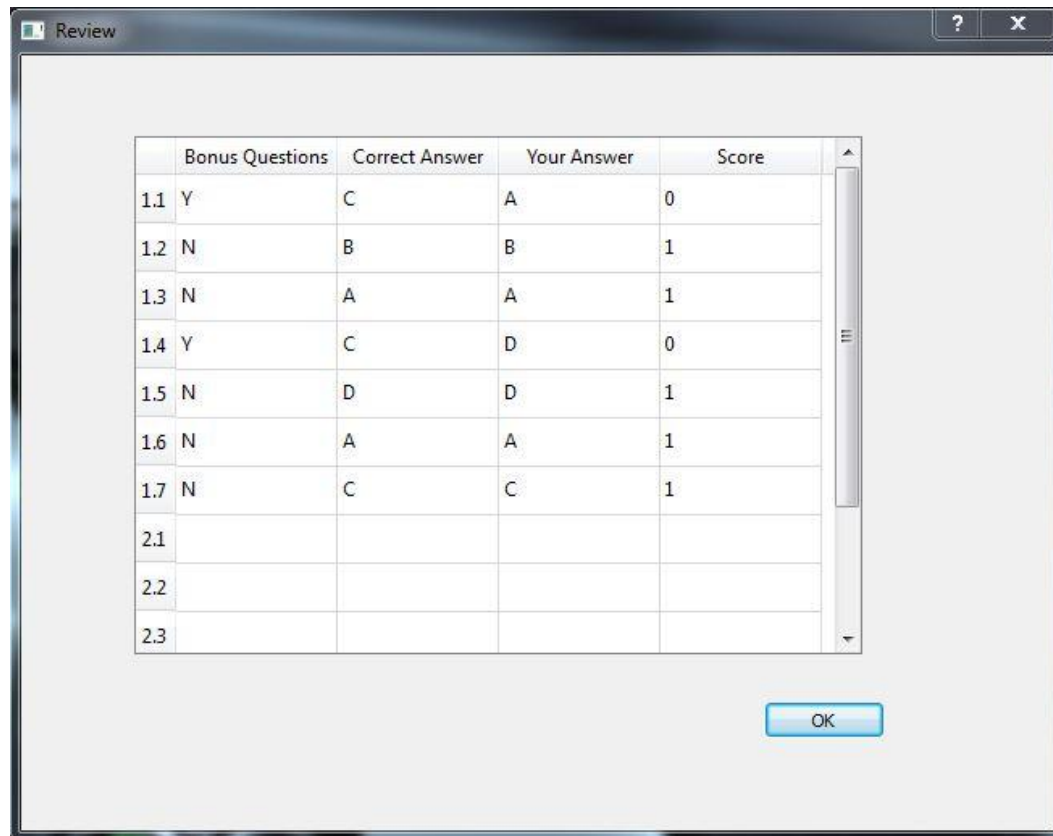 Review
Bonus Questions Correct Answer Your Answer Score
1.1 Y C A 0
1.2 N B B 1
1.3 N A A 1
1.4 Y C D 0
1.5 N D D 1
1.6 N A A 1
1.7 N C C 1
2.1
2.2
2.3
OK